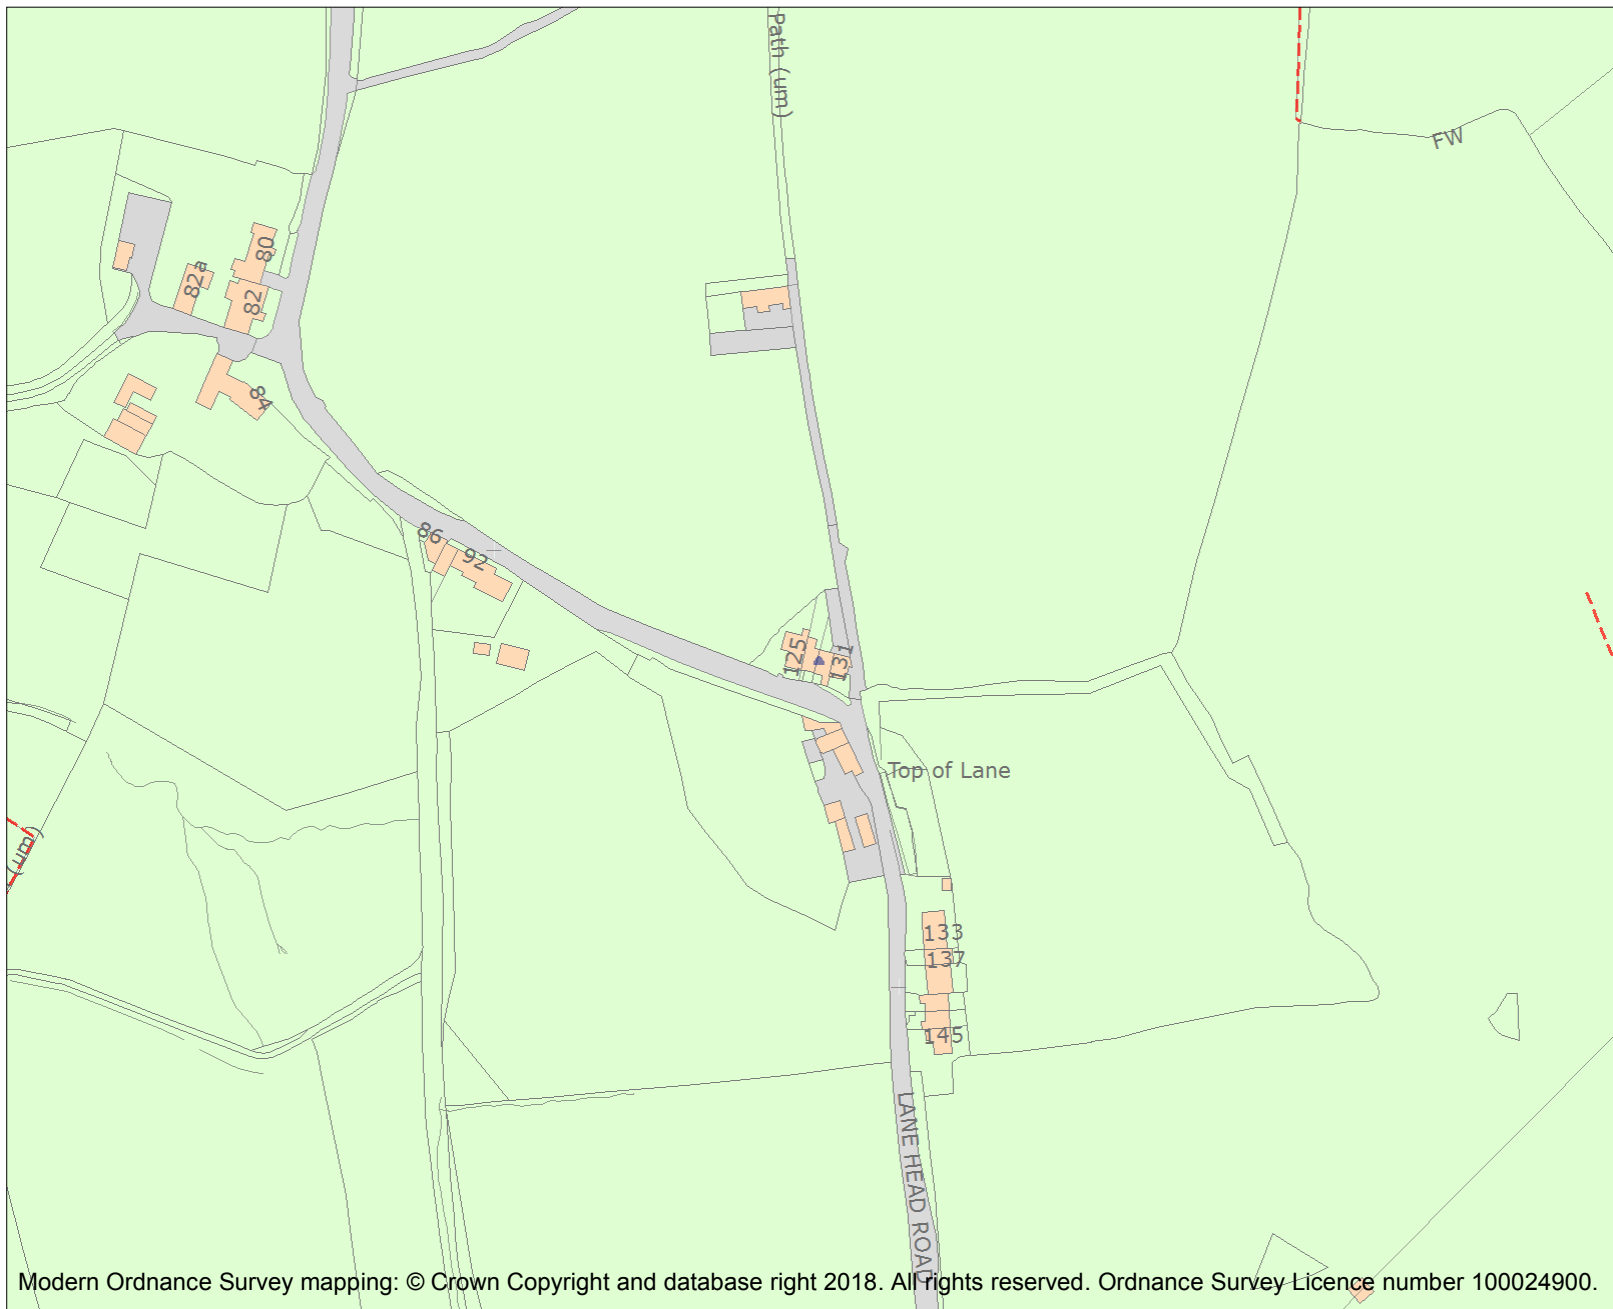 Path (um)
FW
80
82a
82
84
86
92
125
131
Top of Lane
(um)
133
137
145
LANE HEAD ROAD
Modern Ordnance Survey mapping: © Crown Copyright and database right 2018. All rights reserved. Ordnance Survey Licence number 100024900.